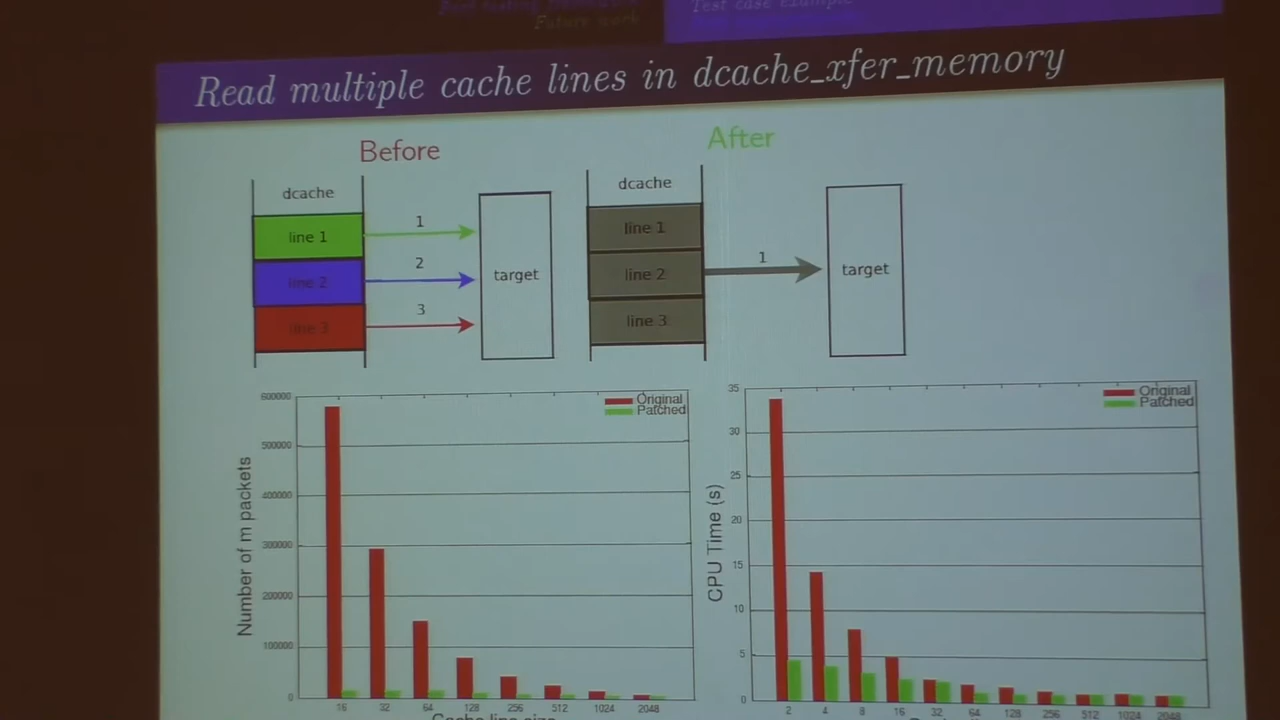 Test case example
Future work
Read multiple cache lines in dcache_xfer_memory
Before
After
dcache
line 1
line 2
line 3
1
2
3
target
dcache
line 1
line 2
line 3
1
target
Number of m packets
600000
500000
400000
300000
200000
100000
0
Original
Patched
16 32 64 128 256 512 1024 2048
Cache line size
CPU Time (s)
35
30
25
20
15
10
5
0
Original
Patched
2 4 8 16 32 64 128 256 512 1024 2048